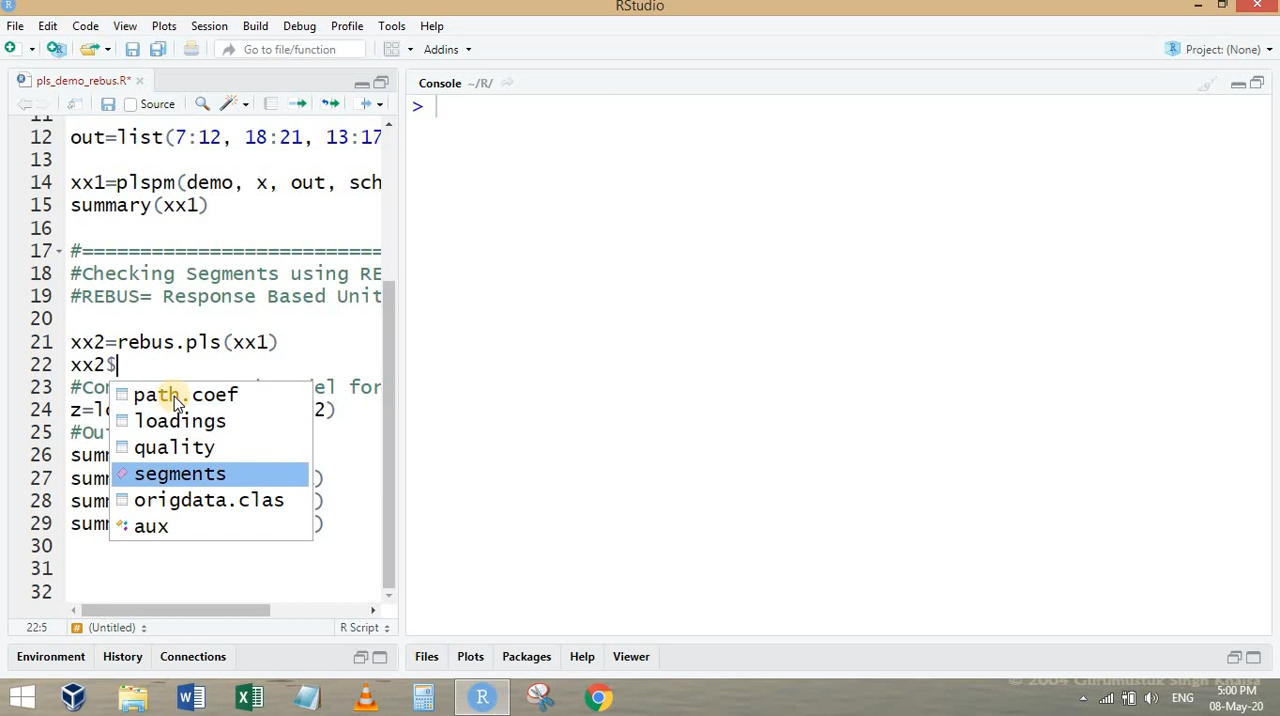 RStudio
File Edit Code View Plots Session Build Debug Profile Tools Help
Go to file/function Addins Project: (None)
pls_demo_rebus.R*
Source
12 out=list(7:12, 18:21, 13:17
13
14 xx1=plspm(demo, x, out, sch
15 summary(xx1)
16
17 #==========================
18 #Checking Segments using RE
19 #REBUS= Response Based Unit
20
21 xx2=rebus.pls(xx1)
22 xx2$
23 #Co el for
path.coef
24 z=lo 2)
loadings
25 #Ou
quality
26 summ
segments
27 summ )
origdata.clas
28 summ )
aux
29 summ )
30
31
32
22:5 (Untitled) R Script
Console ~/R/
>
Environment History Connections
Files Plots Packages Help Viewer
© 2004 Gurumustuk Singh Khalsa
ENG
5:00 PM
08-May-20